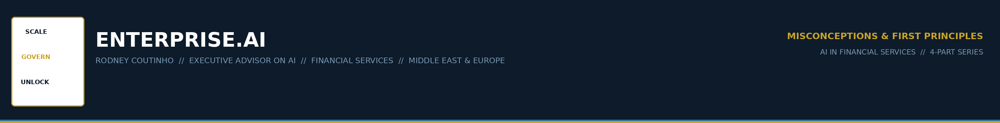 SCALE
GOVERN
UNLOCK
ENTERPRISE.AI
RODNEY COUTINHO // EXECUTIVE ADVISOR ON AI // FINANCIAL SERVICES // MIDDLE EAST & EUROPE
MISCONCEPTIONS & FIRST PRINCIPLES
AI IN FINANCIAL SERVICES // 4-PART SERIES